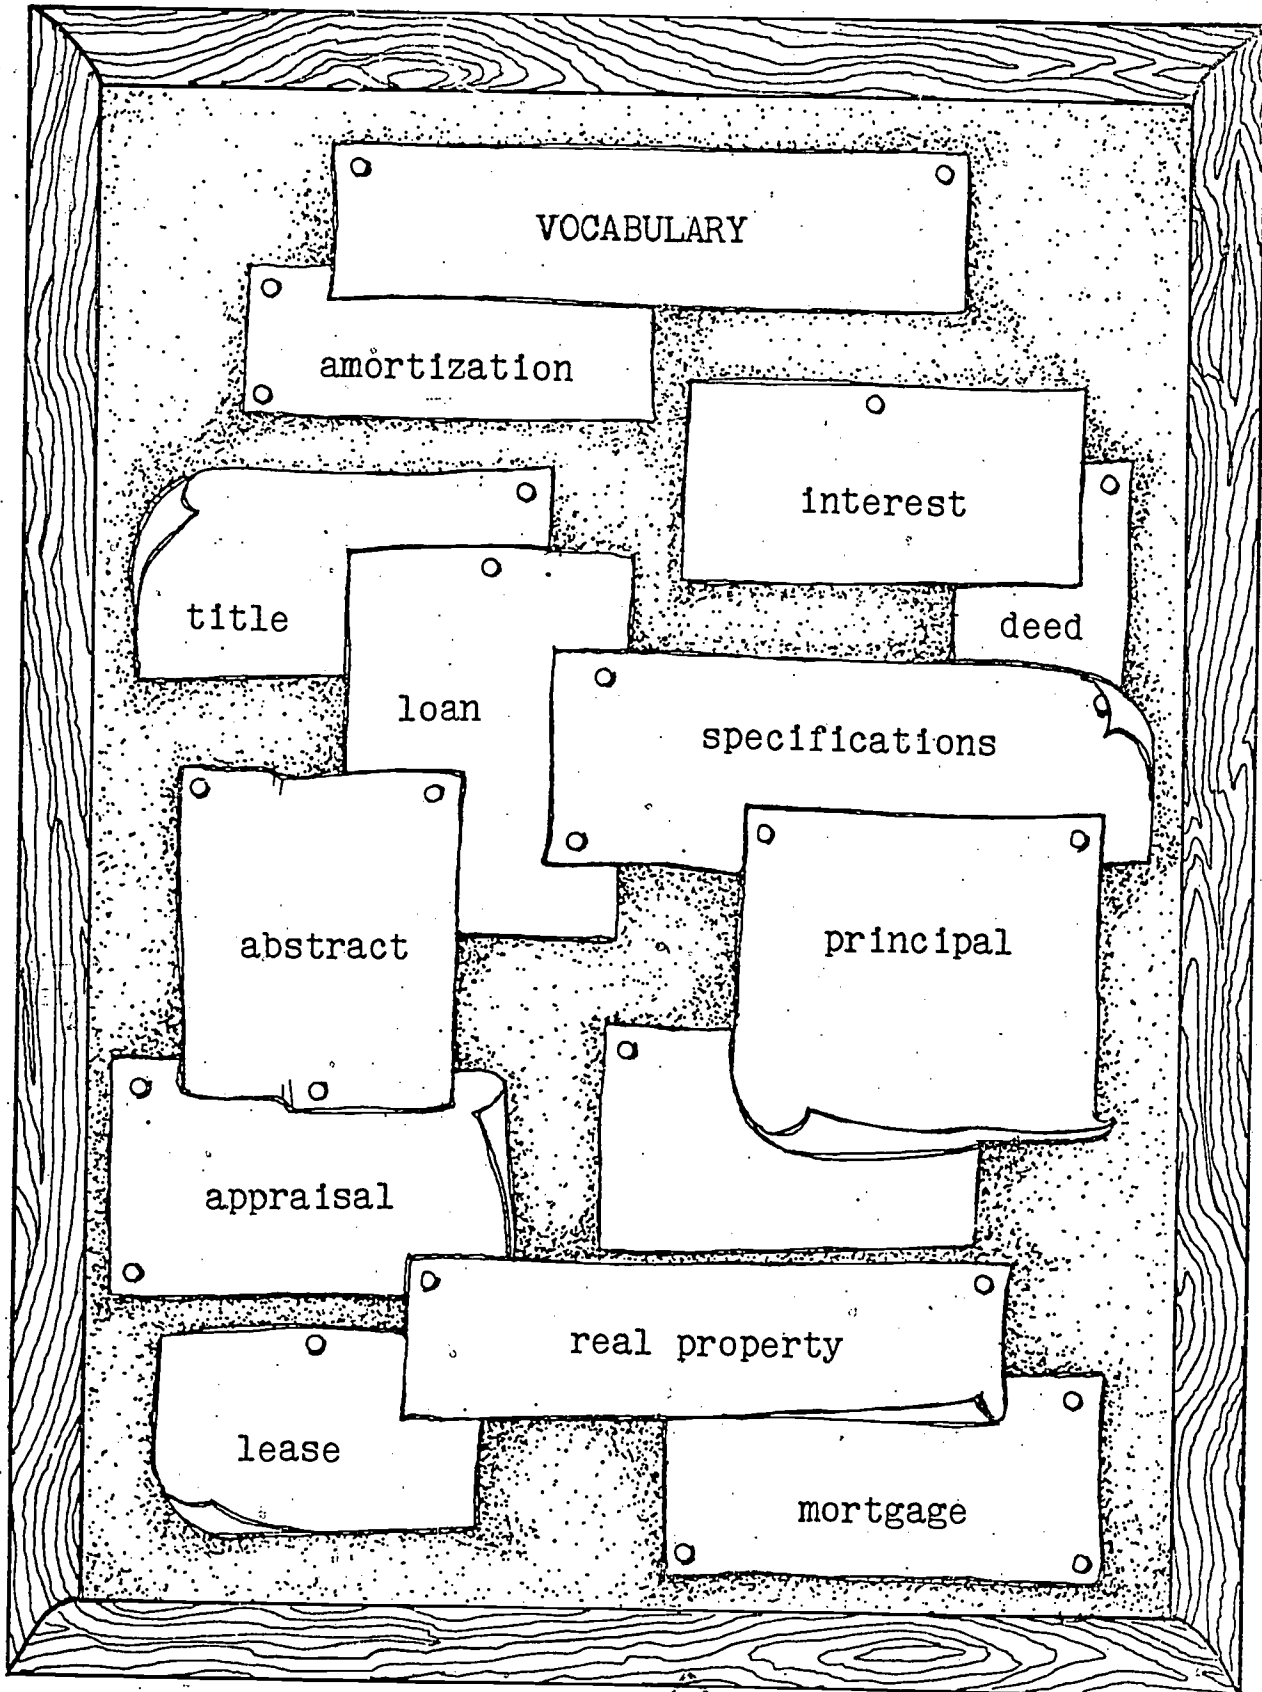 VOCABULARY
amortization
interest
title
deed
loan
specifications
abstract
principal
appraisal
real property
lease
mortgage